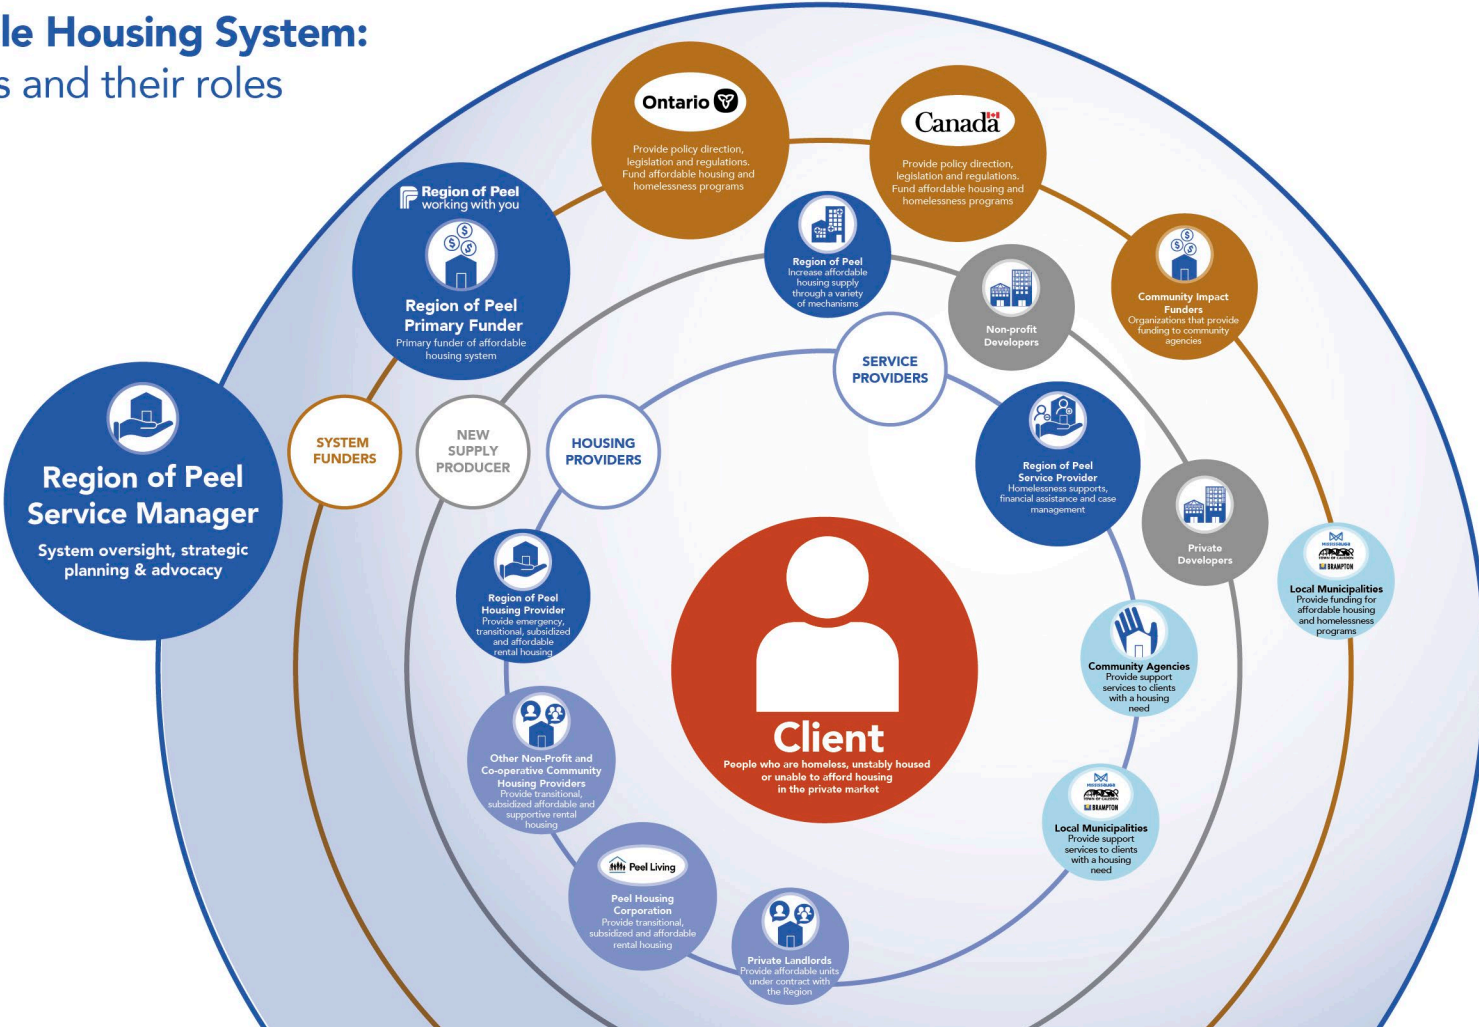 le Housing System:
s and their roles
Ontario
Provide policy direction,
legislation and regulations.
Fund affordable housing and
homelessness programs
Canada
Provide policy direction,
legislation and regulations.
Fund affordable housing and
homelessness programs
Region of Peel
working with you
Region of Peel
Primary Funder
Primary funder of affordable
housing system
Region of Peel
Increase affordable
housing supply
through a variety
of mechanisms
Non-profit
Developers
Community Impact
Funders
Organizations that provide
funding to community
agencies
Region of Peel
Service Manager
System oversight, strategic
planning & advocacy
SYSTEM
FUNDERS
NEW
SUPPLY
PRODUCER
HOUSING
PROVIDERS
SERVICE
PROVIDERS
Region of Peel
Service Provider
Homelessness supports,
financial assistance and case
management
Private
Developers
MISSISSAUGA
TOWN OF CALEDON
BRAMPTON
Local Municipalities
Provide funding for
affordable housing
and homelessness
programs
Region of Peel
Housing Provider
Provide emergency,
transitional, subsidized
and affordable
rental housing
Community Agencies
Provide support
services to clients
with a housing
need
Client
People who are homeless, unstably housed
or unable to afford housing
in the private market
Other Non-Profit and
Co-operative Community
Housing Providers
Provide transitional,
subsidized affordable and
supportive rental
housing
MISSISSAUGA
TOWN OF CALEDON
BRAMPTON
Local Municipalities
Provide support
services to clients
with a housing
need
Peel Living
Peel Housing
Corporation
Provide transitional,
subsidized and affordable
rental housing
Private Landlords
Provide affordable units
under contract with
the Region